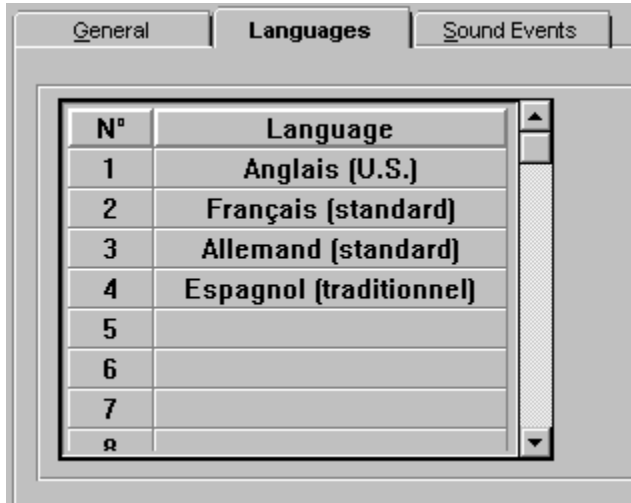 General Languages Sound Events
N° Language
1 Anglais (U.S.)
2 Français (standard)
3 Allemand (standard)
4 Espagnol (traditionnel)
5
6
7
8